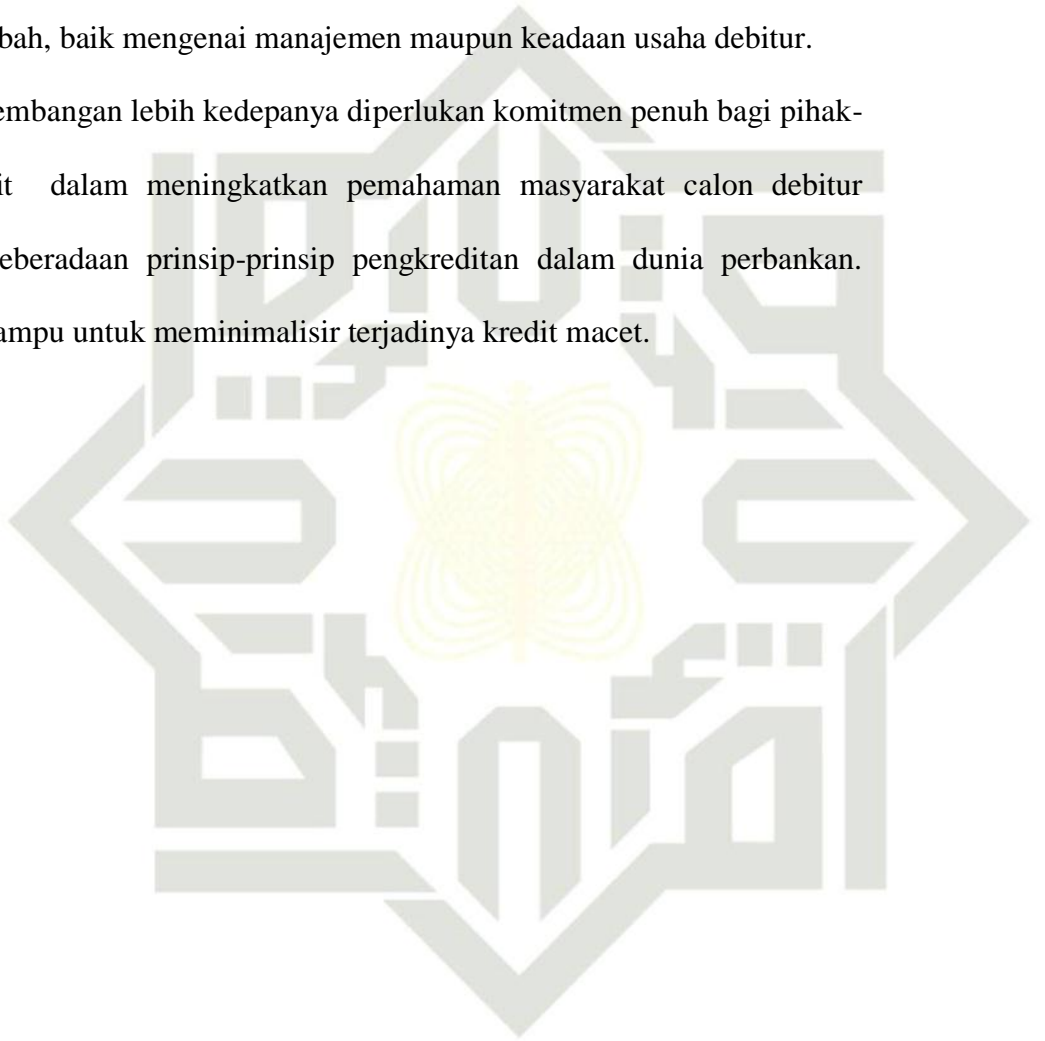 bah, baik mengenai manajemen maupun keadaan usaha debitur.
embangan lebih kedepanya diperlukan komitmen penuh bagi pihak-
it dalam meningkatkan pemahaman masyarakat calon debitur
eberadaan prinsip-prinsip pengkreditan dalam dunia perbankan.
ampu untuk meminimalisir terjadinya kredit macet.